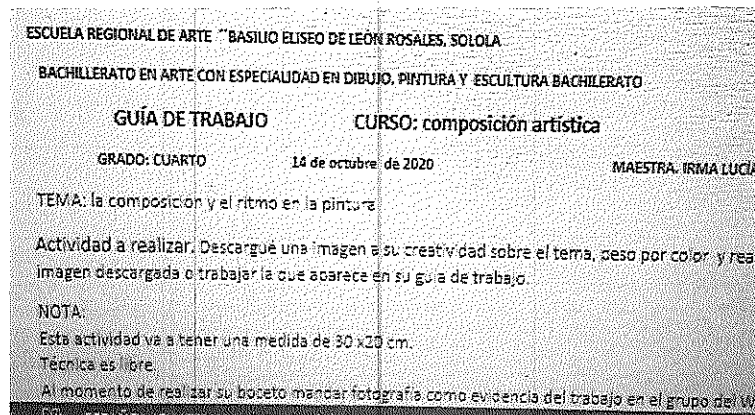 ESCUELA REGIONAL DE ARTE ¨BASILIO ELISEO DE LEÓN ROSALES, SOLOLA
BACHILLERATO EN ARTE CON ESPECIALIDAD EN DIBUJO, PINTURA Y ESCULTURA BACHILERATO
GUÍA DE TRABAJO CURSO: composición artística
GRADO: CUARTO 14 de octubre de 2020 MAESTRA. IRMA LUCÍA
TEMA: la composición y el ritmo en la pintura
Actividad a realizar. Descargue una imagen a su creatividad sobre el tema, peso por color y rea
imagen descargada o trabajar la que aparece en su guía de trabajo.
NOTA.
Esta actividad va a tener una medida de 30 x20 cm.
Técnica es libre.
Al momento de realizar su boceto mandar fotografía como evidencia del trabajo en el grupo del